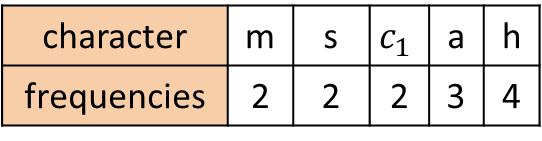 character m s c₁ a h
frequencies 2 2 2 3 4